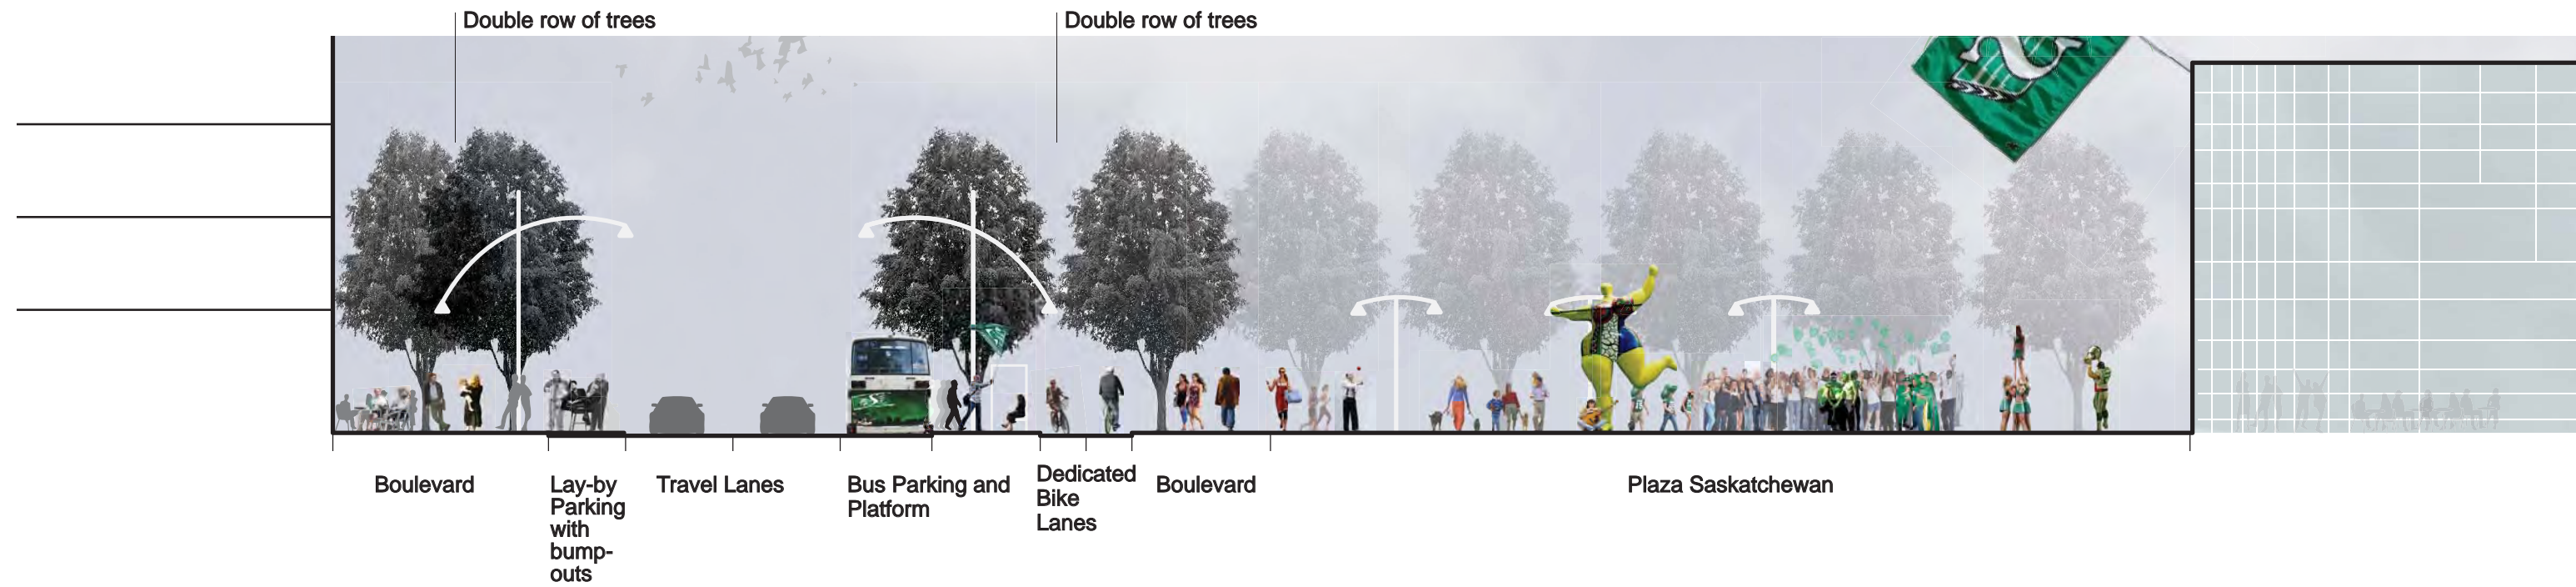 Double row of trees
Double row of trees
Boulevard
Lay-by
Parking
with
bump-
outs
Travel Lanes
Bus Parking and
Platform
Dedicated
Bike
Lanes
Boulevard
Plaza Saskatchewan